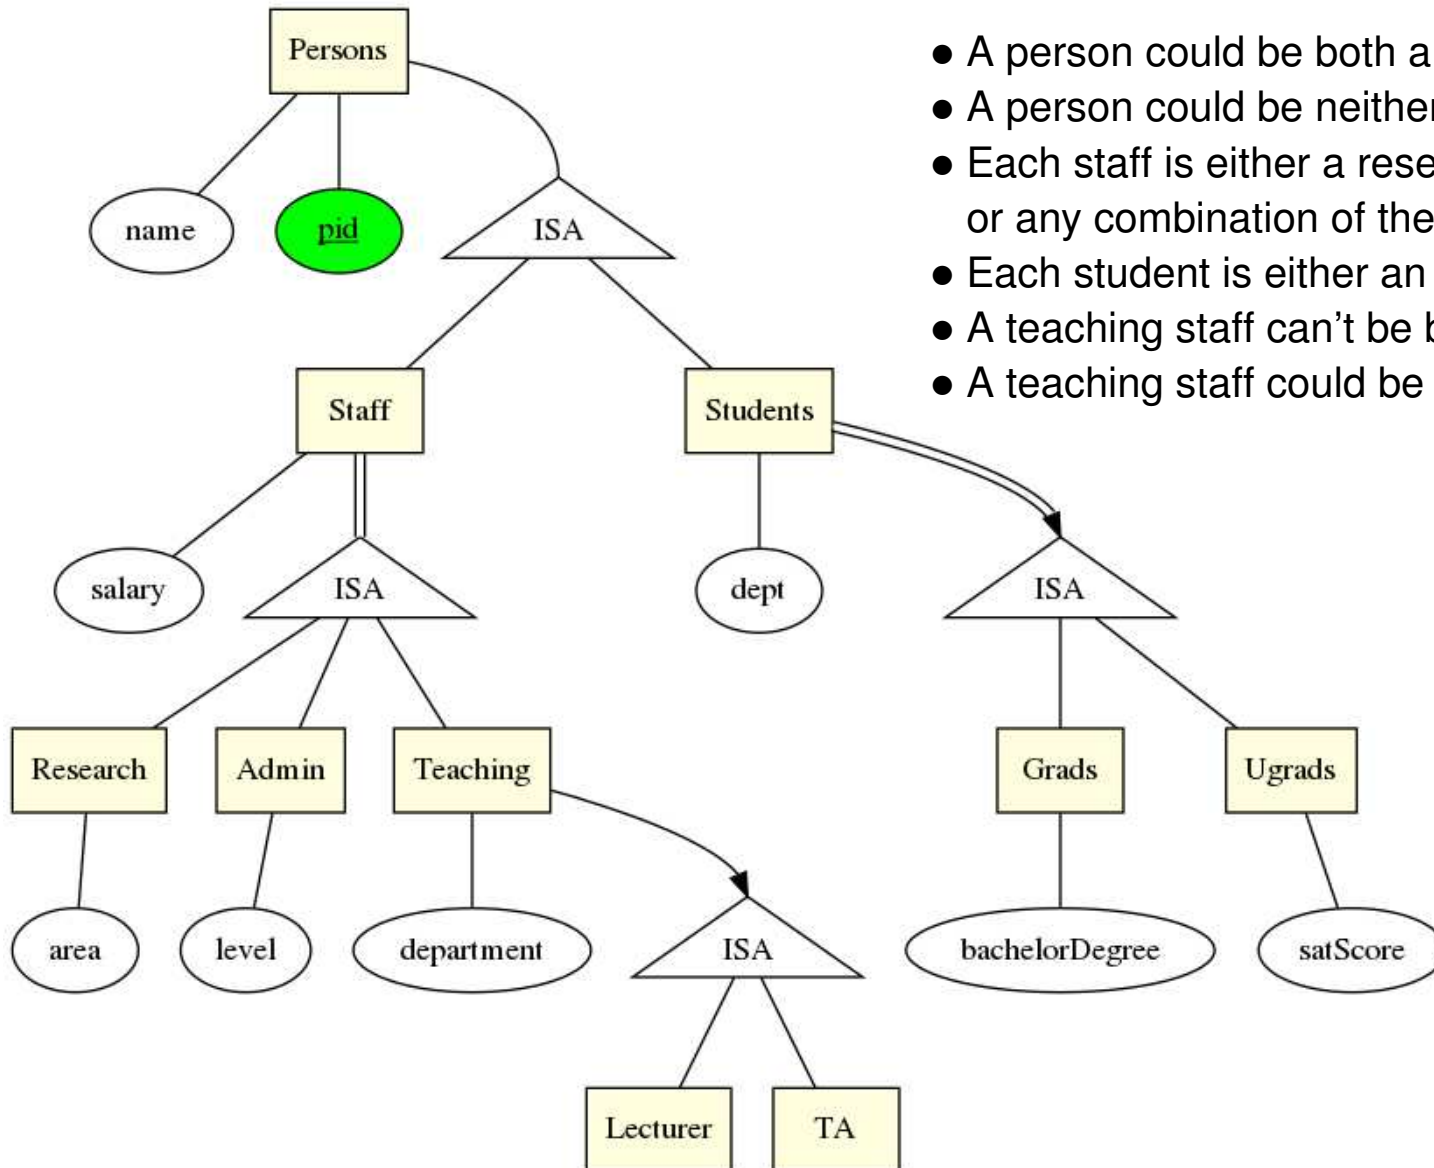 Persons
name
pid
ISA
Staff
Students
salary
ISA
dept
ISA
Research
Admin
Teaching
Grads
Ugrads
area
level
department
ISA
bachelorDegree
satScore
Lecturer
TA
● A person could be both a
● A person could be neither
● Each staff is either a rese
or any combination of the
● Each student is either an
● A teaching staff can't be b
● A teaching staff could be